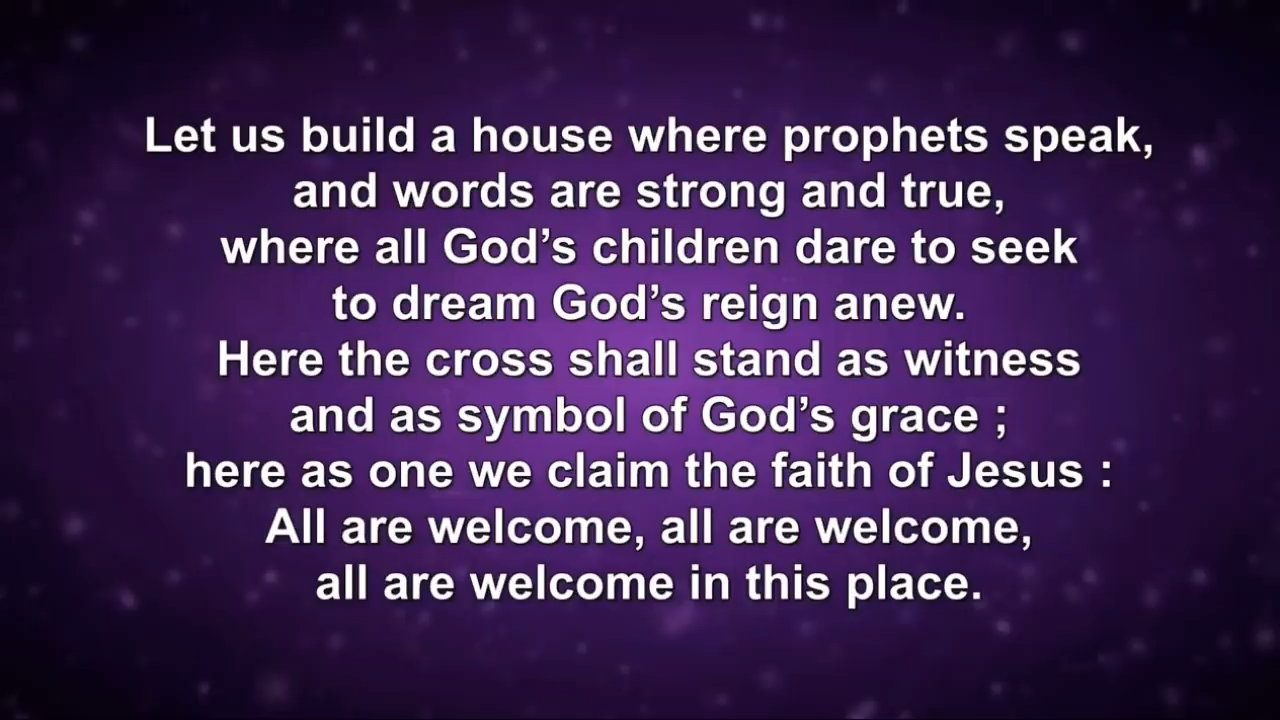 Let us build a house where prophets speak,
and words are strong and true,
where all God’s children dare to seek
to dream God’s reign anew.
Here the cross shall stand as witness
and as symbol of God’s grace ;
here as one we claim the faith of Jesus :
All are welcome, all are welcome,
all are welcome in this place.